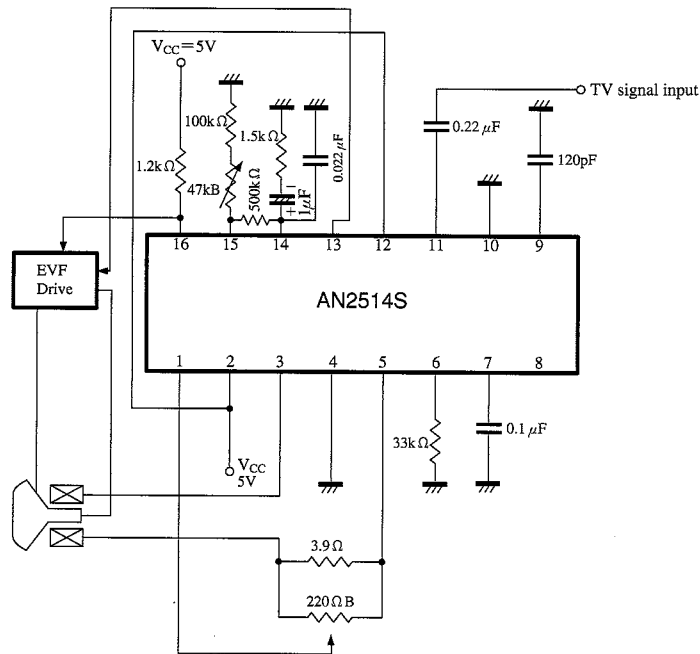 V_CC=5V
TV signal input
100kΩ
1.5kΩ
0.22μF
0.022μF
120pF
1.2kΩ
47kB
500kΩ
−
+
1μF
16
15
14
13
12
11
10
9
EVF
Drive
AN2514S
1
2
3
4
5
6
7
8
33kΩ
0.1μF
V_CC
5V
3.9Ω
220ΩB